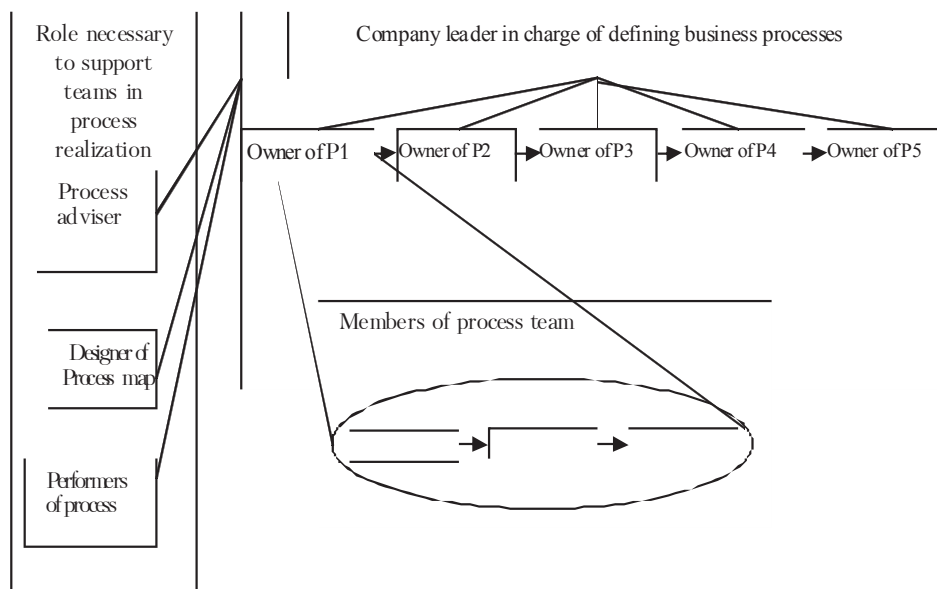 Role necessary
to support
teams in
process
realization
Process
adviser
Designer of
Process map
Performers
of process
Company leader in charge of defining business processes
Owner of P1
Owner of P2
Owner of P3
Owner of P4
Owner of P5
Members of process team